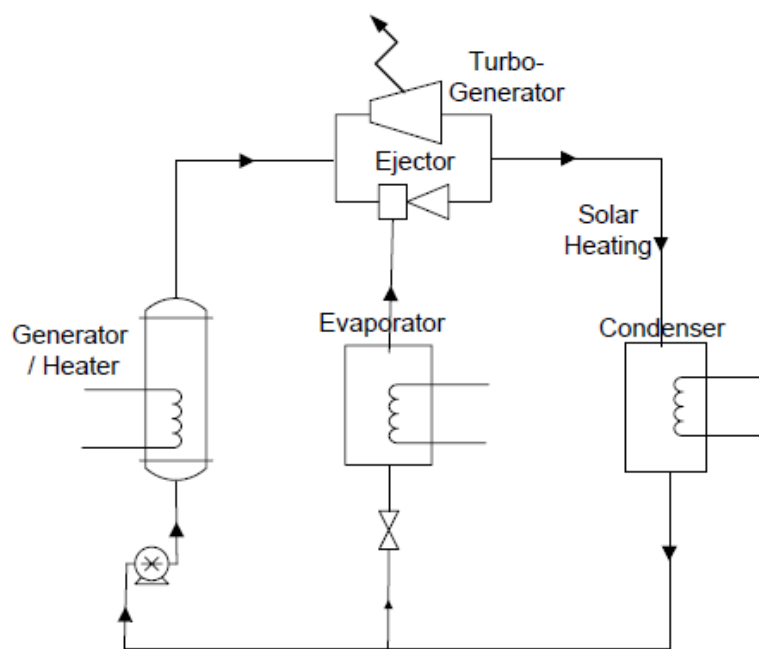 Turbo-
Generator
Ejector
Solar
Heating
Generator
/ Heater
Evaporator
Condenser